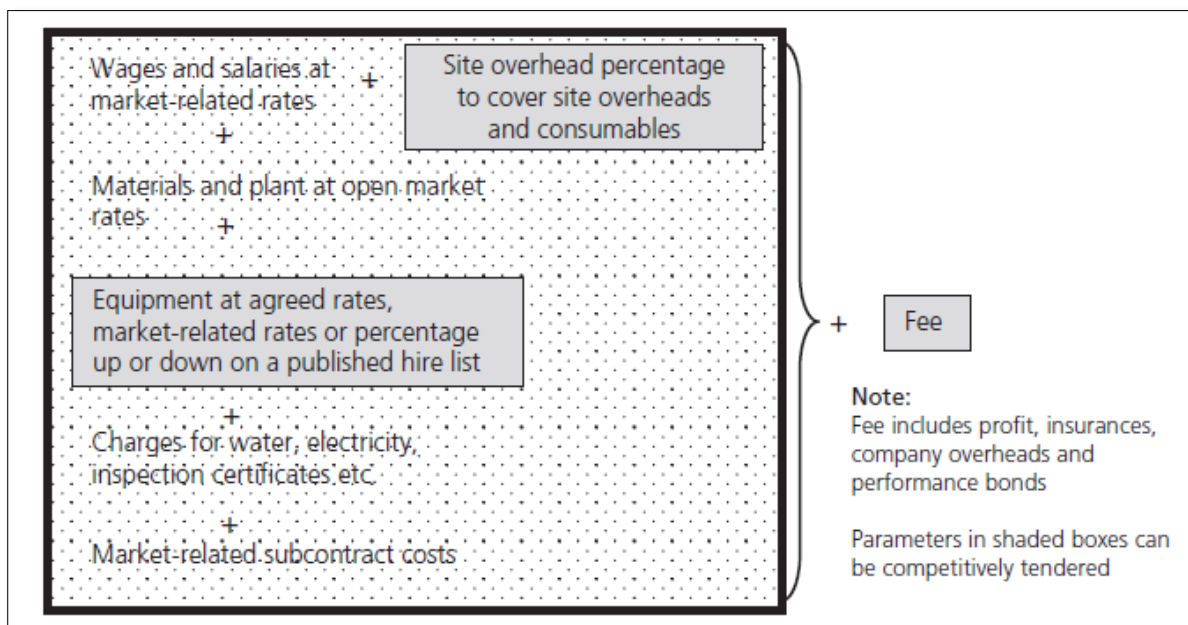 Wages and salaries at
market-related rates
+
Site overhead percentage
to cover site overheads
and consumables
+
Materials and plant at open market
rates
+
Equipment at agreed rates,
market-related rates or percentage
up or down on a published hire list
+
Charges for water, electricity,
inspection certificates etc
+
Market-related subcontract costs
+
Fee
Note:
Fee includes profit, insurances,
company overheads and
performance bonds
Parameters in shaded boxes can
be competitively tendered